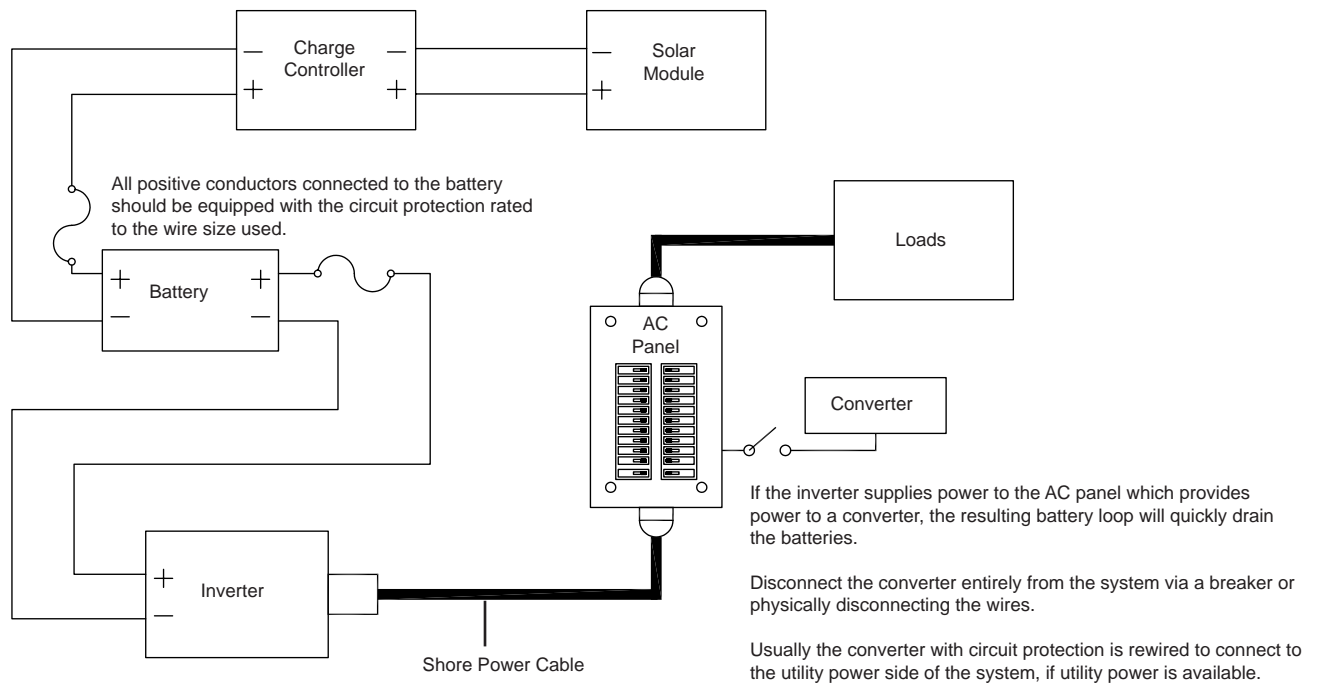 Charge
Controller
Solar
Module
All positive conductors connected to the battery
should be equipped with the circuit protection rated
to the wire size used.
Battery
Loads
AC
Panel
Converter
If the inverter supplies power to the AC panel which provides
power to a converter, the resulting battery loop will quickly drain
the batteries.
Disconnect the converter entirely from the system via a breaker or
physically disconnecting the wires.
Usually the converter with circuit protection is rewired to connect to
the utility power side of the system, if utility power is available.
Inverter
Shore Power Cable